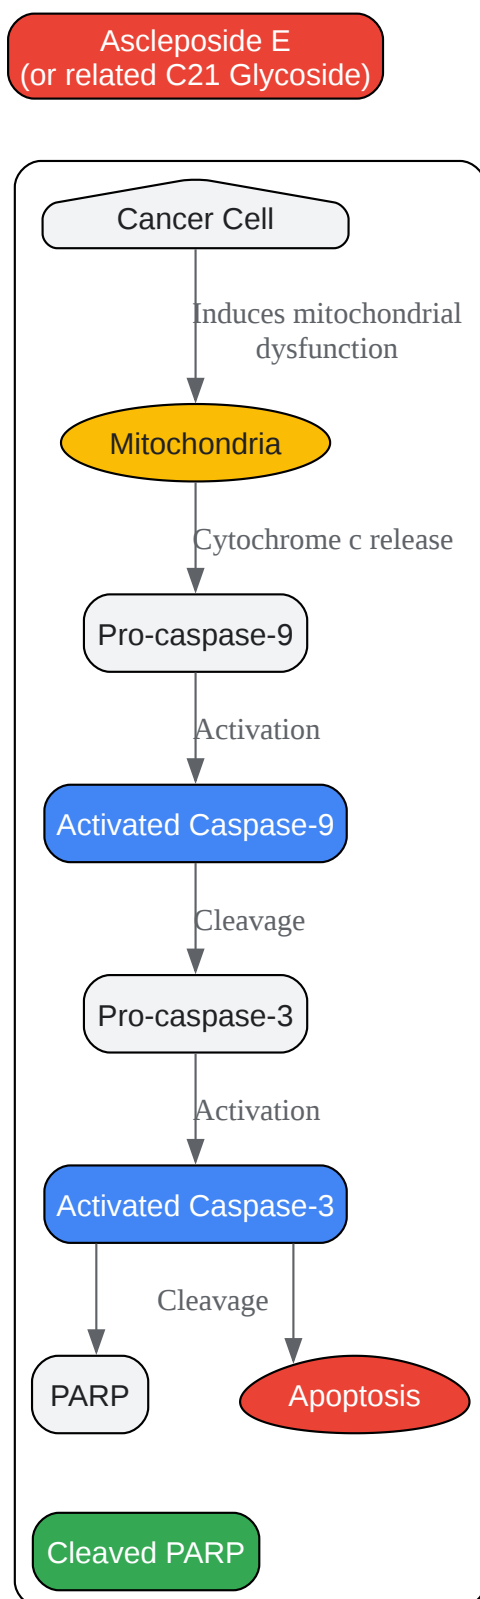 Ascleposide E
(or related C21 Glycoside)
Cancer Cell
Induces mitochondrial
dysfunction
Mitochondria
Cytochrome c release
Pro-caspase-9
Activation
Activated Caspase-9
Cleavage
Pro-caspase-3
Activation
Activated Caspase-3
Cleavage
PARP
Apoptosis
Cleaved PARP